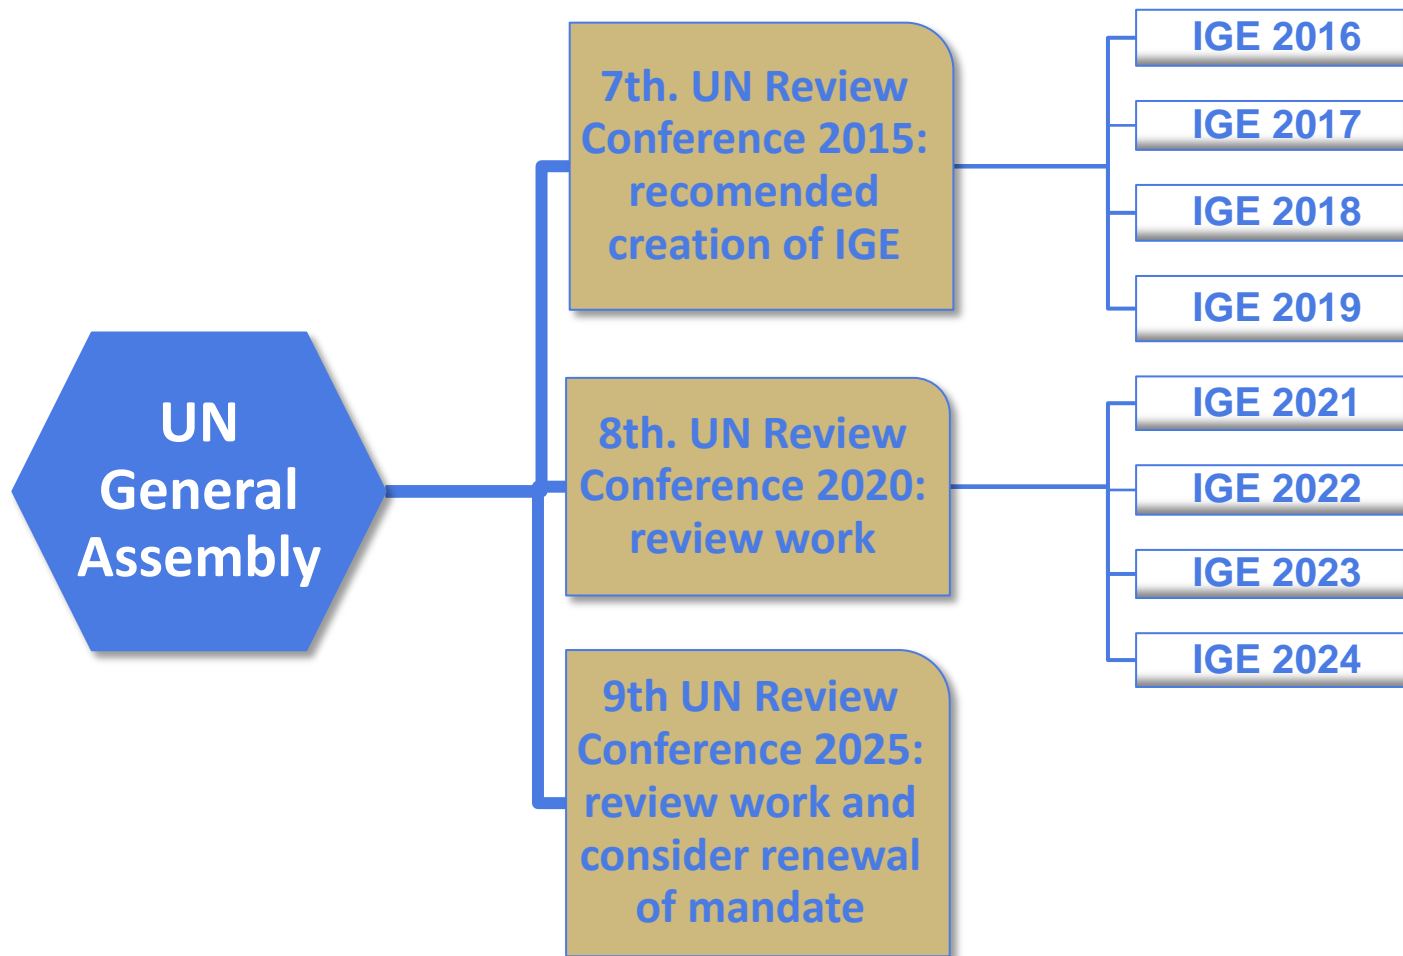 UN
General
Assembly
7th. UN Review
Conference 2015:
recomended
creation of IGE
IGE 2016
IGE 2017
IGE 2018
IGE 2019
8th. UN Review
Conference 2020:
review work
IGE 2021
IGE 2022
IGE 2023
IGE 2024
9th UN Review
Conference 2025:
review work and
consider renewal
of mandate